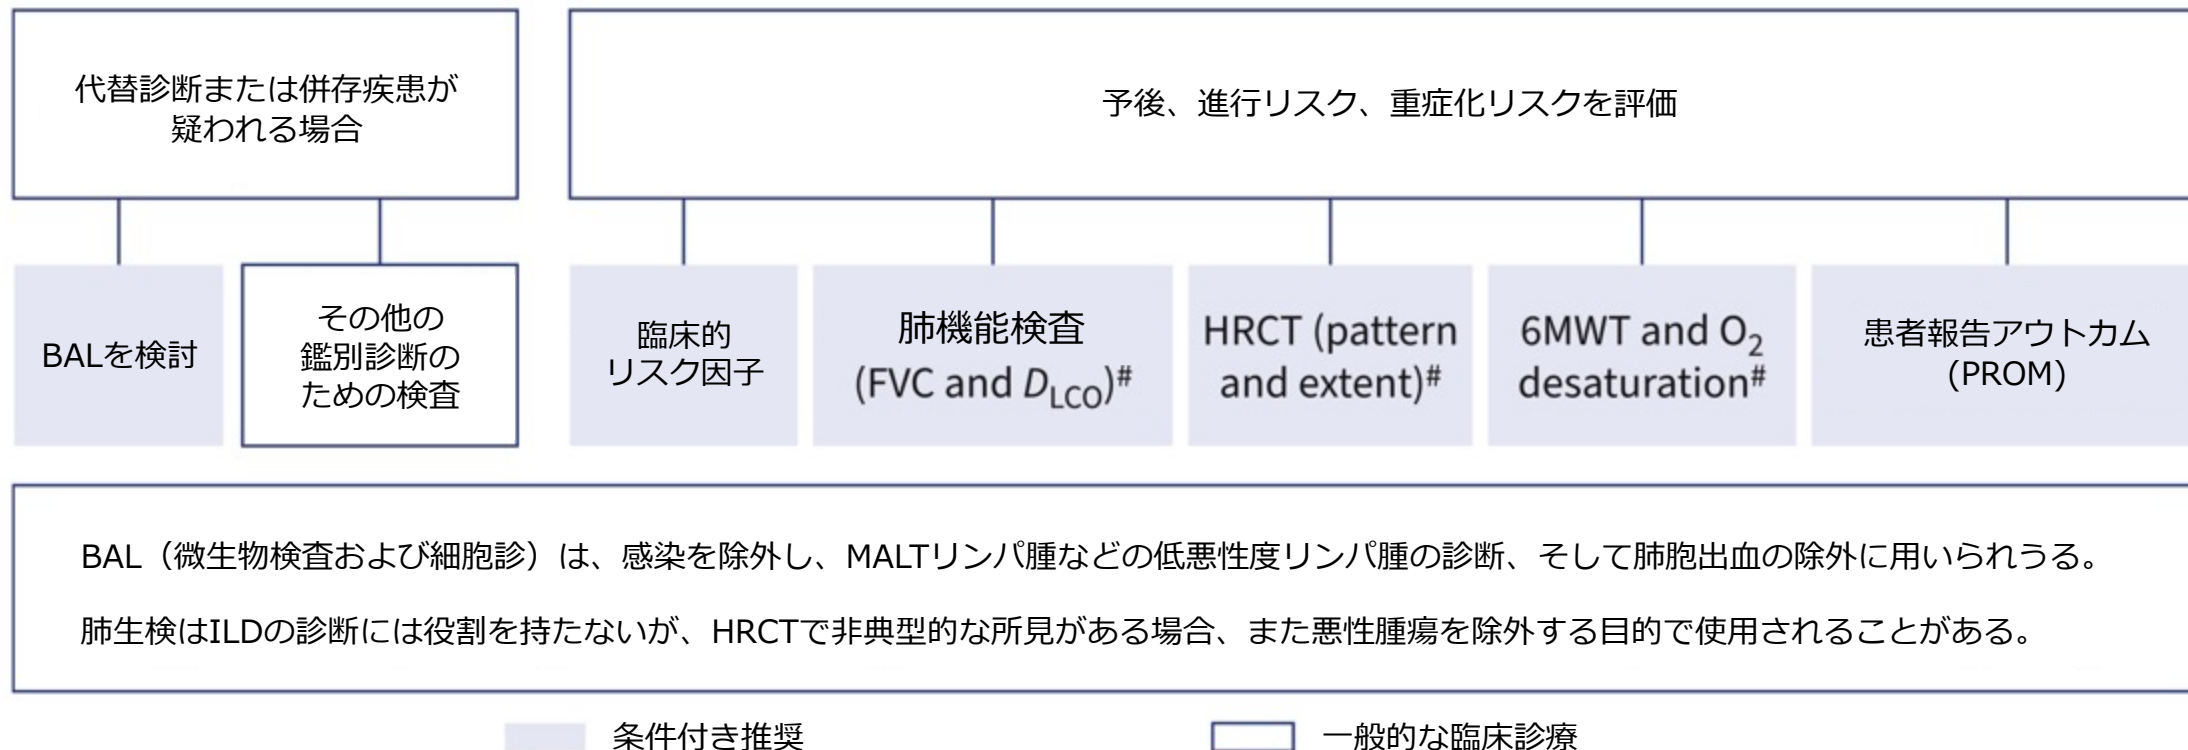 代替診断または併存疾患が
疑われる場合
予後、進行リスク、重症化リスクを評価
BALを検討
その他の
鑑別診断の
ための検査
臨床的
リスク因子
肺機能検査
(FVC and DLCO)#
HRCT (pattern
and extent)#
6MWT and O2
desaturation#
患者報告アウトカム
(PROM)
BAL（微生物検査および細胞診）は、感染を除外し、MALTリンパ腫などの低悪性度リンパ腫の診断、そして肺胞出血の除外に用いられうる。
肺生検はILDの診断には役割を持たないが、HRCTで非典型的な所見がある場合、また悪性腫瘍を除外する目的で使用されることがある。
条件付き推奨
一般的な臨床診療